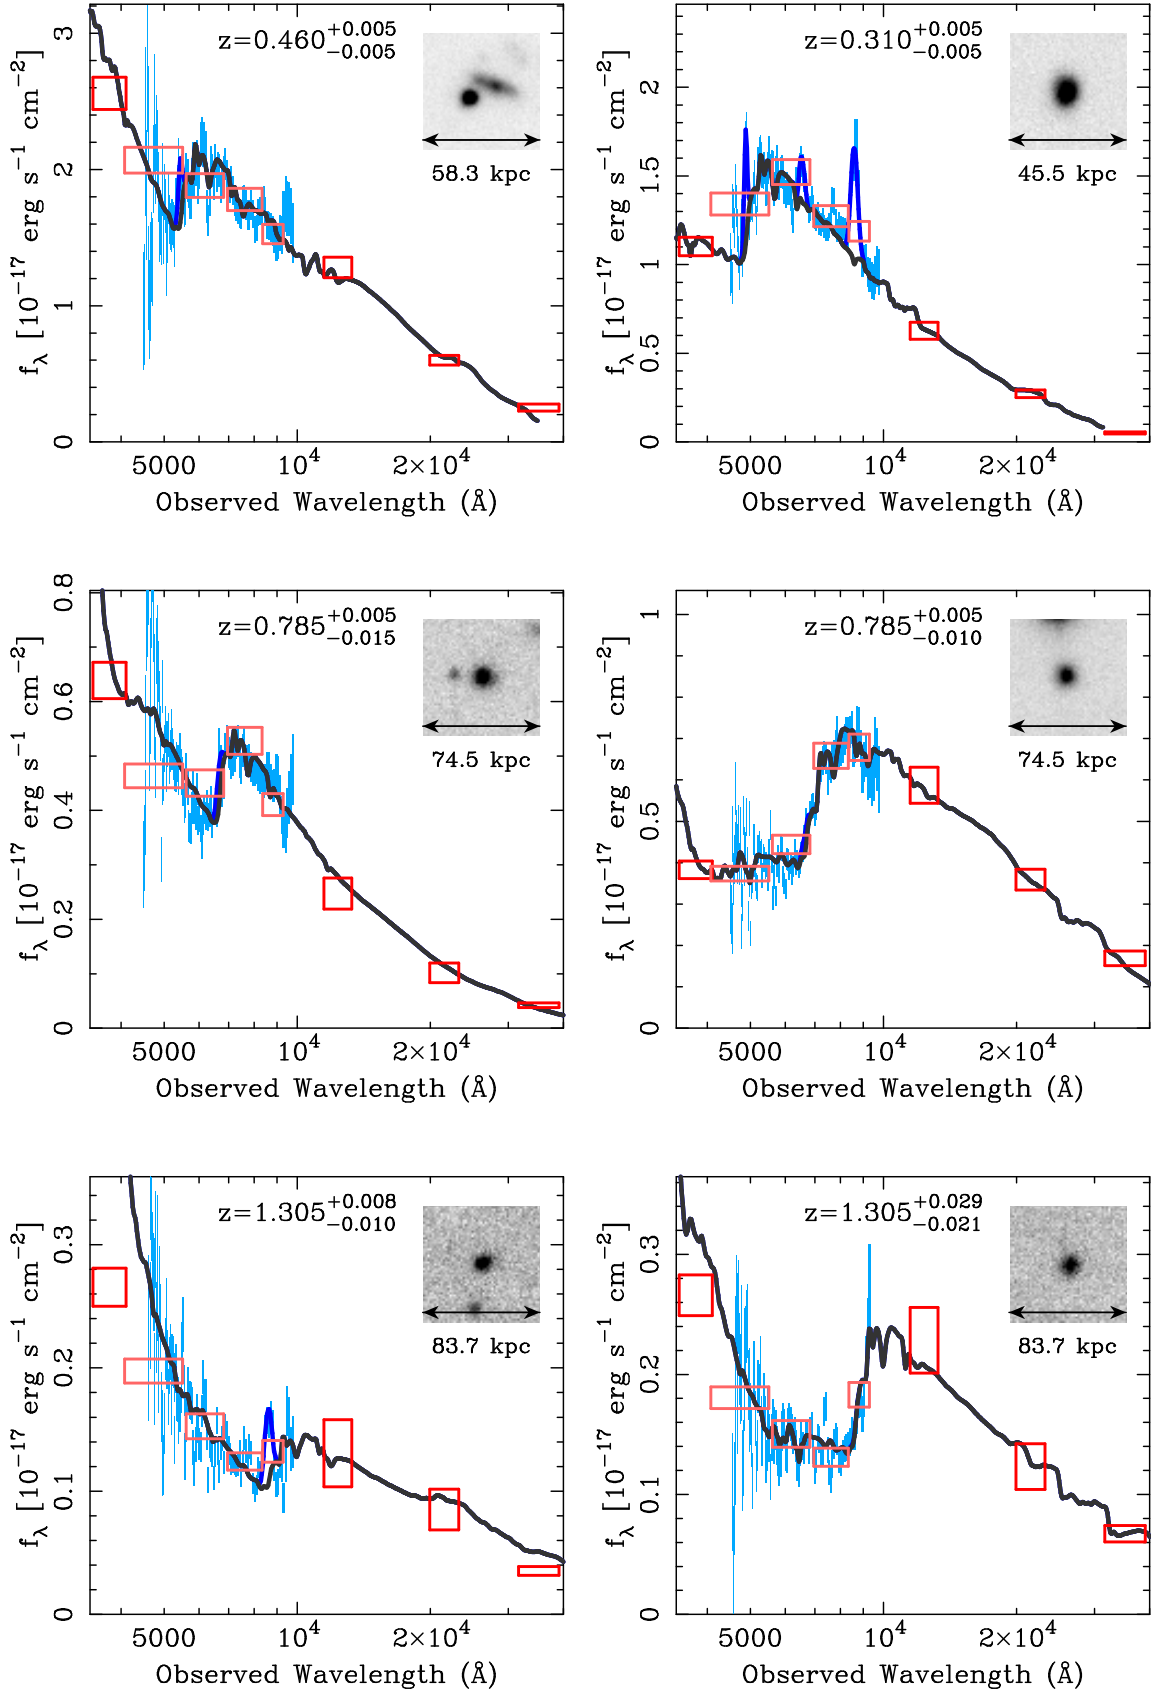 z=0.460+0.005−0.005
58.3 kpc
3
2
1
0
fλ [10−17 erg s−1 cm−2]
5000 10^4 2×10^4
Observed Wavelength (Å)
z=0.310+0.005−0.005
45.5 kpc
2
1.5
1
0.5
0
fλ [10−17 erg s−1 cm−2]
5000 10^4 2×10^4
Observed Wavelength (Å)
z=0.785+0.005−0.015
74.5 kpc
0.8
0.6
0.4
0.2
0
fλ [10−17 erg s−1 cm−2]
5000 10^4 2×10^4
Observed Wavelength (Å)
z=0.785+0.005−0.010
74.5 kpc
1
0.5
0
fλ [10−17 erg s−1 cm−2]
5000 10^4 2×10^4
Observed Wavelength (Å)
z=1.305+0.008−0.010
83.7 kpc
0.3
0.2
0.1
0
fλ [10−17 erg s−1 cm−2]
5000 10^4 2×10^4
Observed Wavelength (Å)
z=1.305+0.029−0.021
83.7 kpc
0.3
0.2
0.1
0
fλ [10−17 erg s−1 cm−2]
5000 10^4 2×10^4
Observed Wavelength (Å)